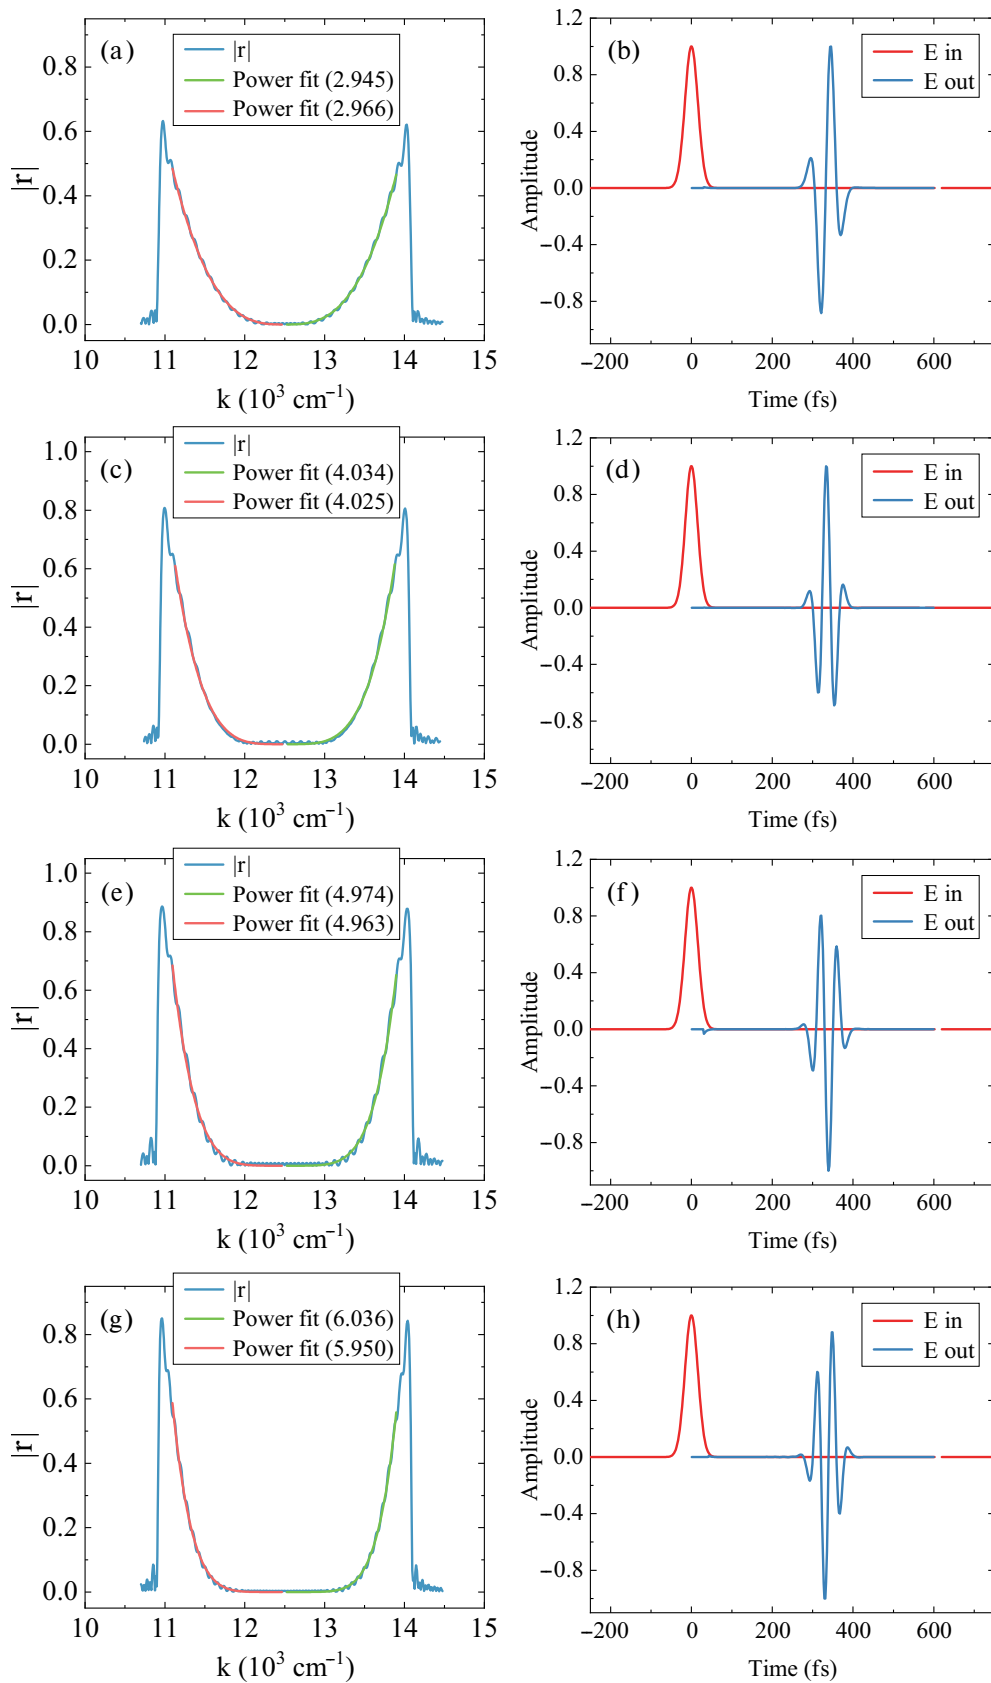 (a)
|r|
Power fit (2.945)
Power fit (2.966)
0.8
0.6
0.4
0.2
0.0
|r|
10 11 12 13 14 15
k (10³ cm⁻¹)
(b)
E in
E out
1.2
0.8
0.4
0.0
−0.4
−0.8
Amplitude
−200 0 200 400 600
Time (fs)
(c)
|r|
Power fit (4.034)
Power fit (4.025)
1.0
0.8
0.6
0.4
0.2
0.0
|r|
10 11 12 13 14 15
k (10³ cm⁻¹)
(d)
E in
E out
1.2
0.8
0.4
0.0
−0.4
−0.8
Amplitude
−200 0 200 400 600
Time (fs)
(e)
|r|
Power fit (4.974)
Power fit (4.963)
1.0
0.8
0.6
0.4
0.2
0.0
|r|
10 11 12 13 14 15
k (10³ cm⁻¹)
(f)
E in
E out
1.2
0.8
0.4
0.0
−0.4
−0.8
Amplitude
−200 0 200 400 600
Time (fs)
(g)
|r|
Power fit (6.036)
Power fit (5.950)
0.8
0.6
0.4
0.2
0.0
|r|
10 11 12 13 14 15
k (10³ cm⁻¹)
(h)
E in
E out
1.2
0.8
0.4
0.0
−0.4
−0.8
Amplitude
−200 0 200 400 600
Time (fs)